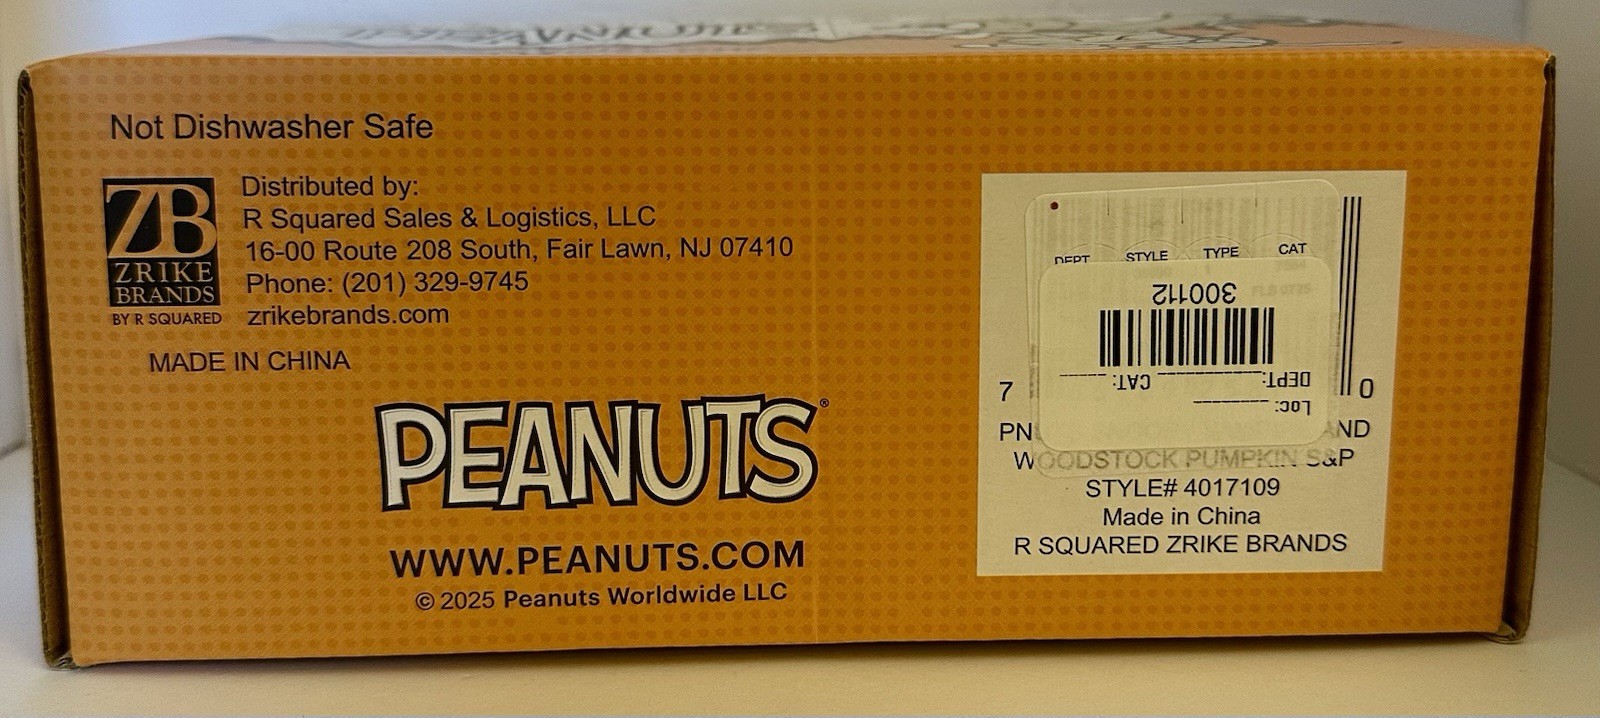 Not Dishwasher Safe
ZB
ZRIKE
BRANDS
BY R SQUARED
Distributed by:
R Squared Sales & Logistics, LLC
16-00 Route 208 South, Fair Lawn, NJ 07410
Phone: (201) 329-9745
zrikebrands.com
MADE IN CHINA
PEANUTS®
WWW.PEANUTS.COM
© 2025 Peanuts Worldwide LLC
DEPT STYLE TYPE CAT
300112
DEPT: CAT:
Loc:
7 0
WOODSTOCK PUMPKIN S&P
STYLE# 4017109
Made in China
R SQUARED ZRIKE BRANDS